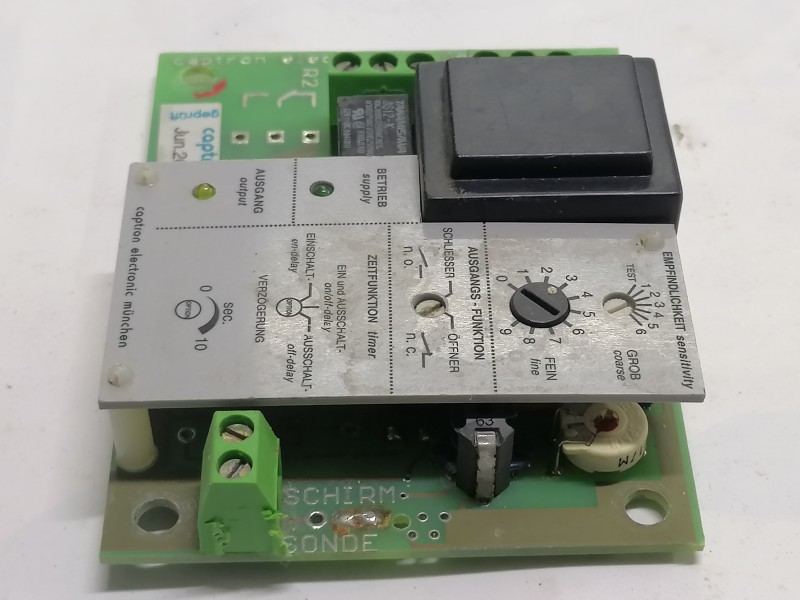 captron elec
R2
geprüft
Jun.2
BETRIEB
supply
AUSGANG
output
captron electronic münchen
EMPFINDLICHKEIT sensitivity
TEST 1 2 3 4 5 6
GROB
coarse
0 1 2 3 4 5 6 7 8 9
FEIN
fine
AUSGANGS - FUNKTION
SCHLIESSER
ÖFFNER
n. o.
n. c.
ZEITFUNKTION timer
EIN und AUSSCHALT-
on/off-delay
EINSCHALT-
on-delay
AUSSCHALT-
off-delay
OPTION
VERZÖGERUNG
sec.
0
10
OPTION
SCHIRM
SONDE